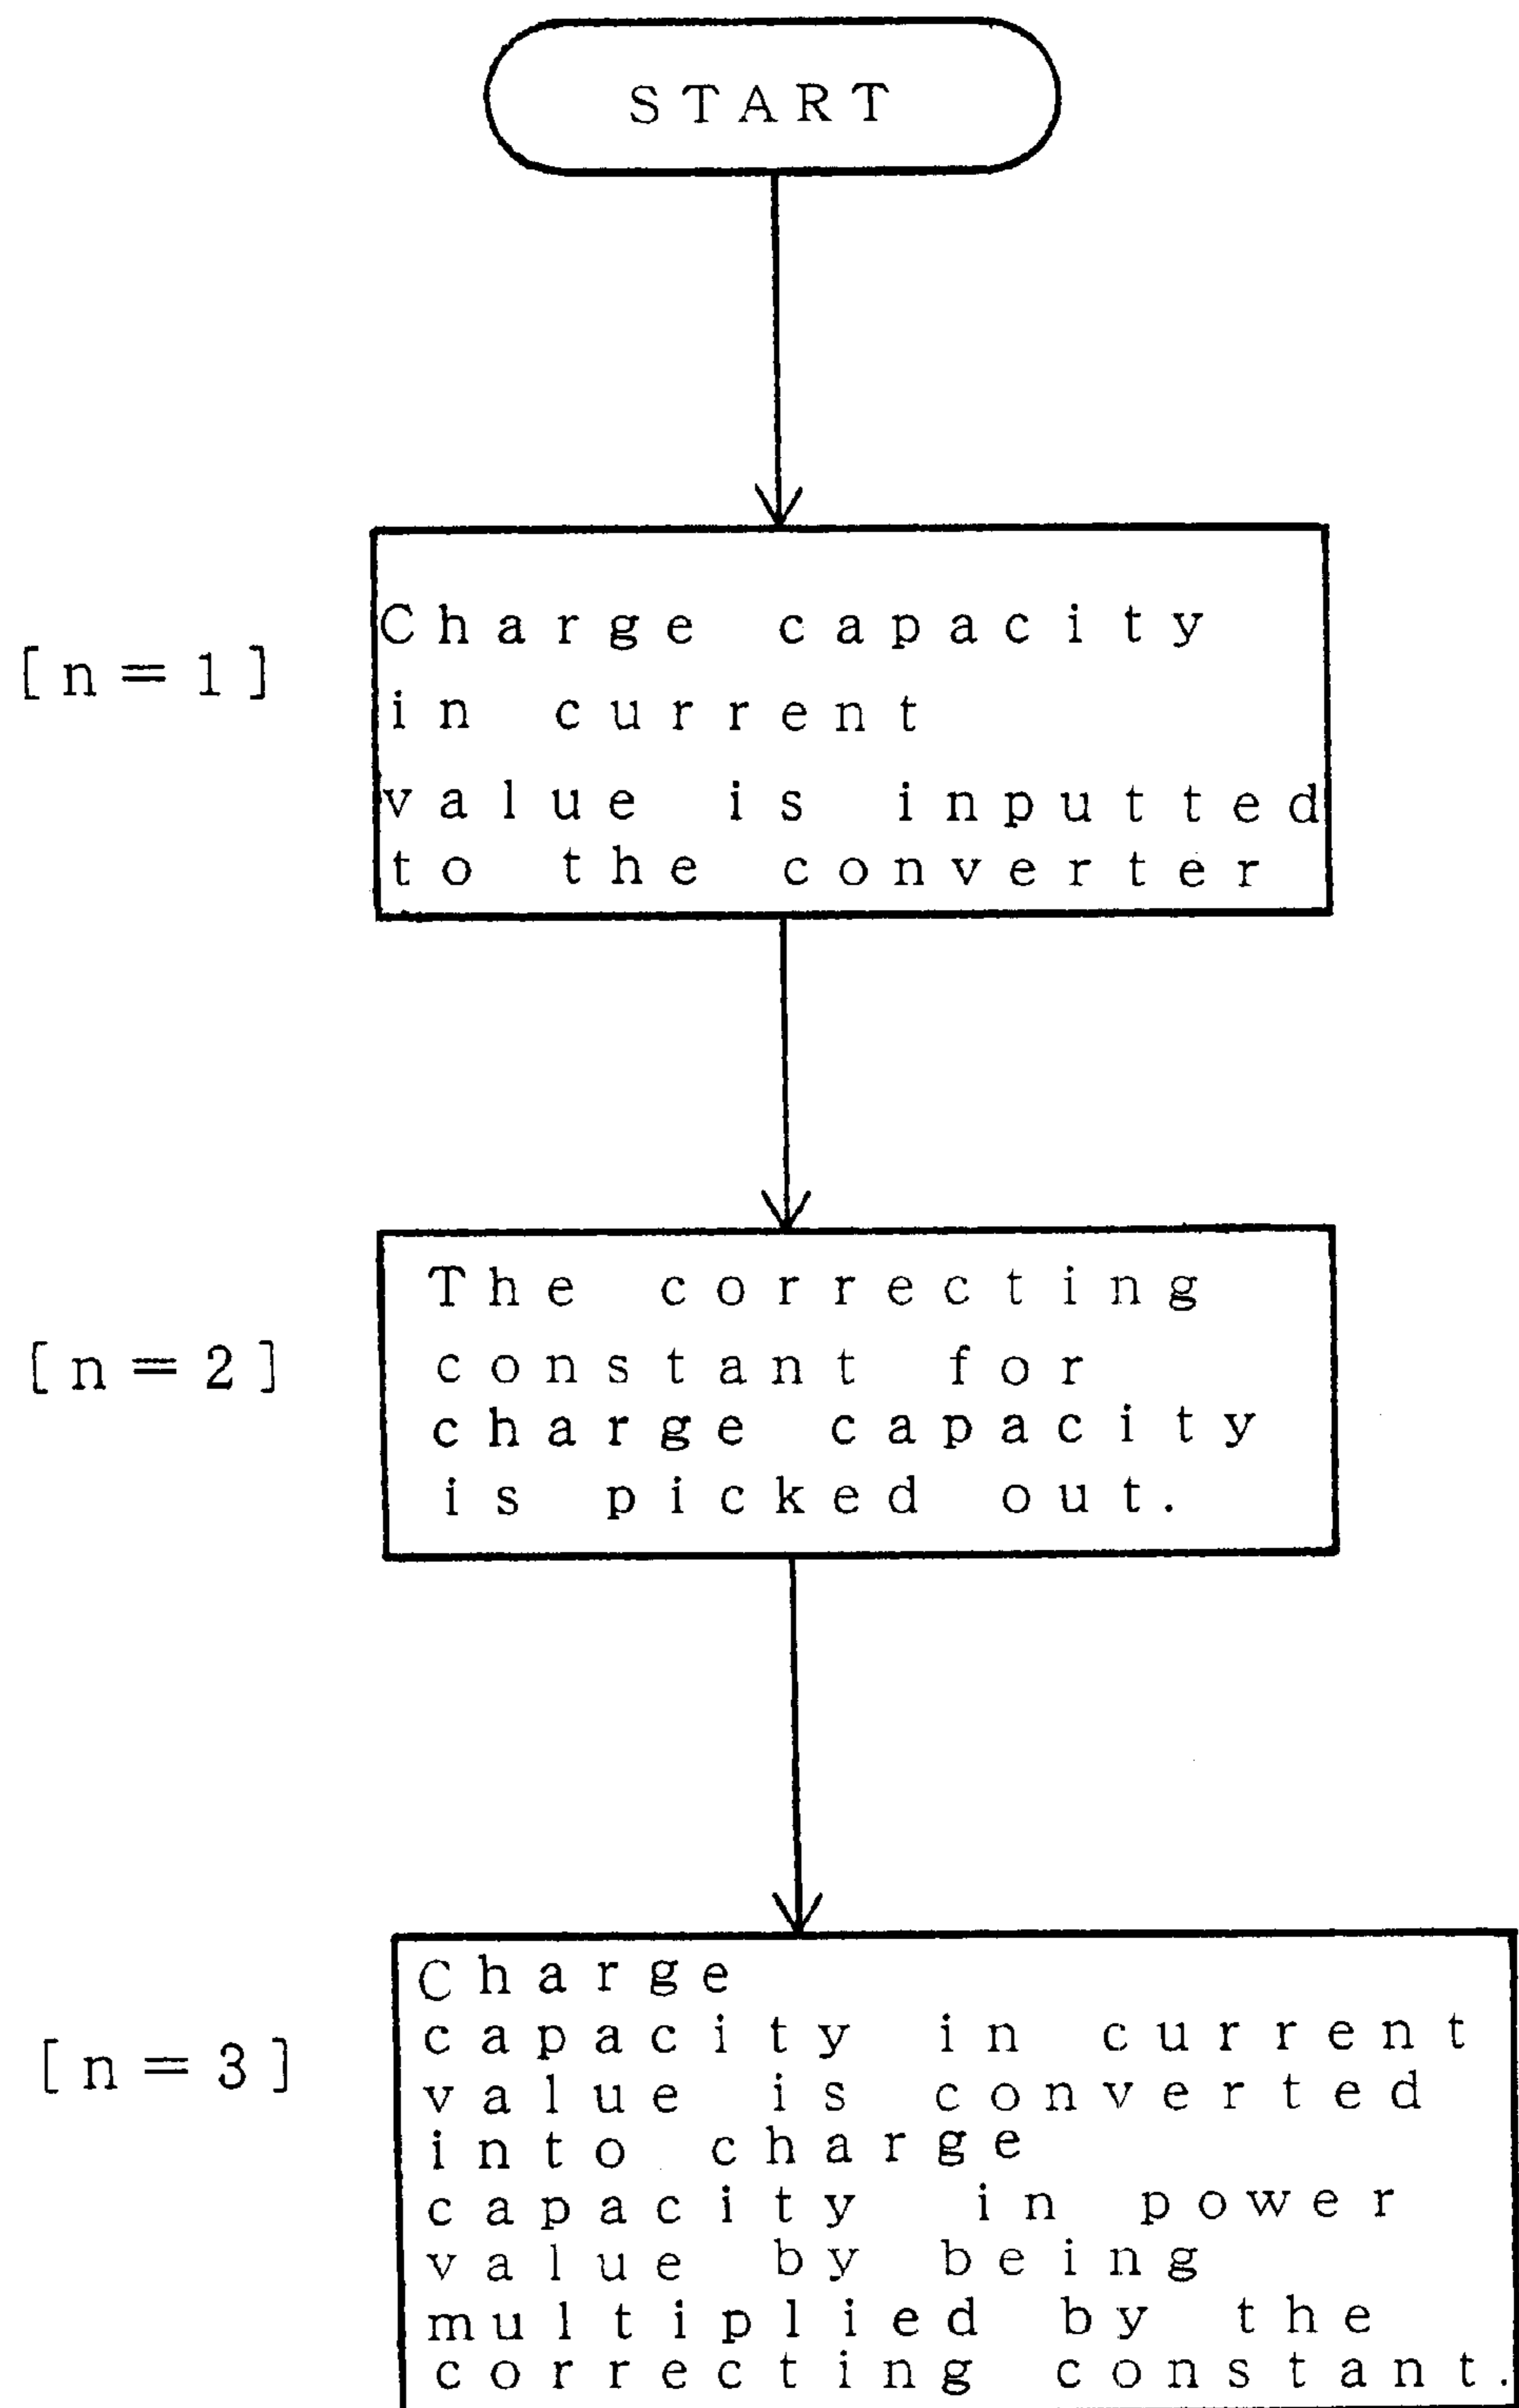 START
[n=1]
Charge capacity
in current
value is inputted
to the converter
[n=2]
The correcting
constant for
charge capacity
is picked out.
[n=3]
Charge
capacity in current
value is converted
into charge
capacity in power
value by being
multiplied by the
correcting constant.